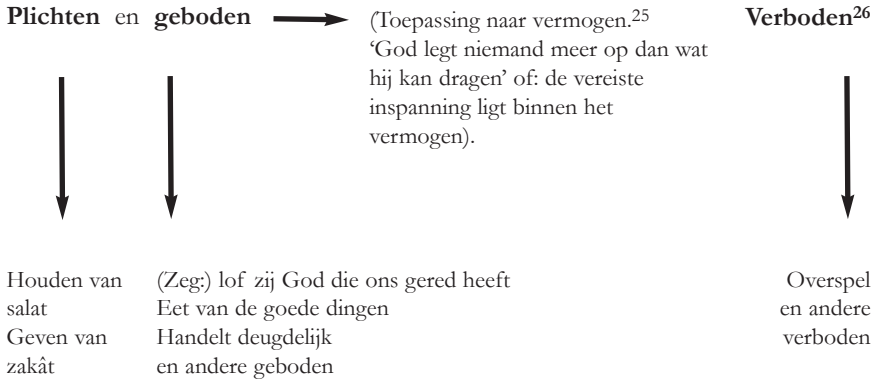 Plichten en geboden
(Toepassing naar vermogen.25
‘God legt niemand meer op dan wat
hij kan dragen’ of: de vereiste
inspanning ligt binnen het
vermogen).
Verboden26
Houden van
salat
Geven van
zakât
(Zeg:) lof zij God die ons gered heeft
Eet van de goede dingen
Handelt deugdelijk
en andere geboden
Overspel
en andere
verboden